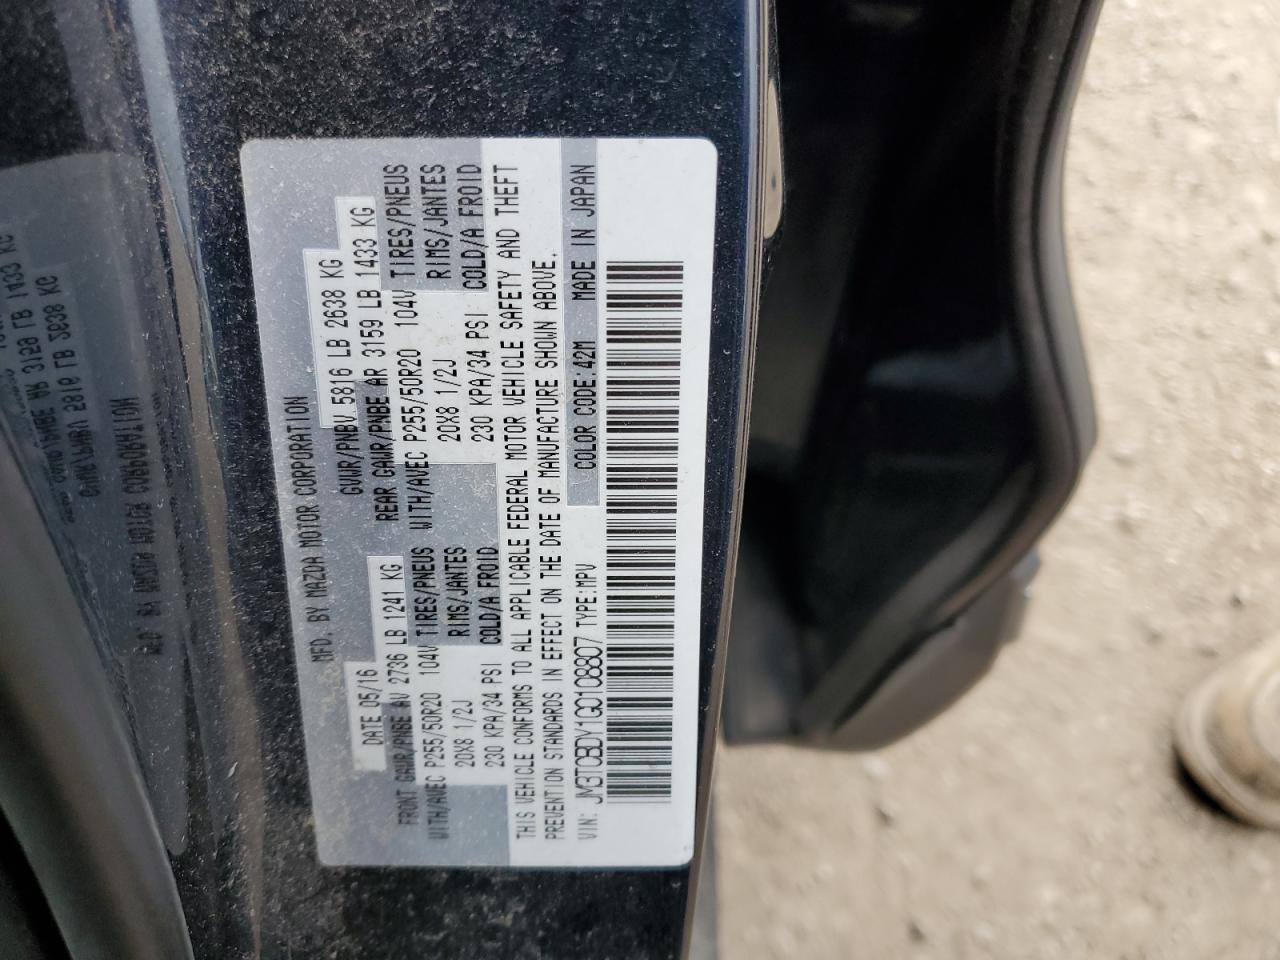 MFD. BY MAZDA MOTOR CORPORATION
DATE 05/16 GVWR/PNBV 5816 LB 2638 KG
FRONT GAWR/PNBE AV 2736 LB 1241 KG REAR GAWR/PNBE AR 3159 LB 1433 KG
WITH/AVEC P255/50R20 104V TIRES/PNEUS WITH/AVEC P255/50R20 104V TIRES/PNEUS
20X8 1/2J RIMS/JANTES 20X8 1/2J RIMS/JANTES
230 KPA/34 PSI COLD/A FROID 230 KPA/34 PSI COLD/A FROID
THIS VEHICLE CONFORMS TO ALL APPLICABLE FEDERAL MOTOR VEHICLE SAFETY AND THEFT
PREVENTION STANDARDS IN EFFECT ON THE DATE OF MANUFACTURE SHOWN ABOVE.
VIN: JM3TCBDY1G0108807 TYPE:MPV COLOR CODE:42M MADE IN JAPAN